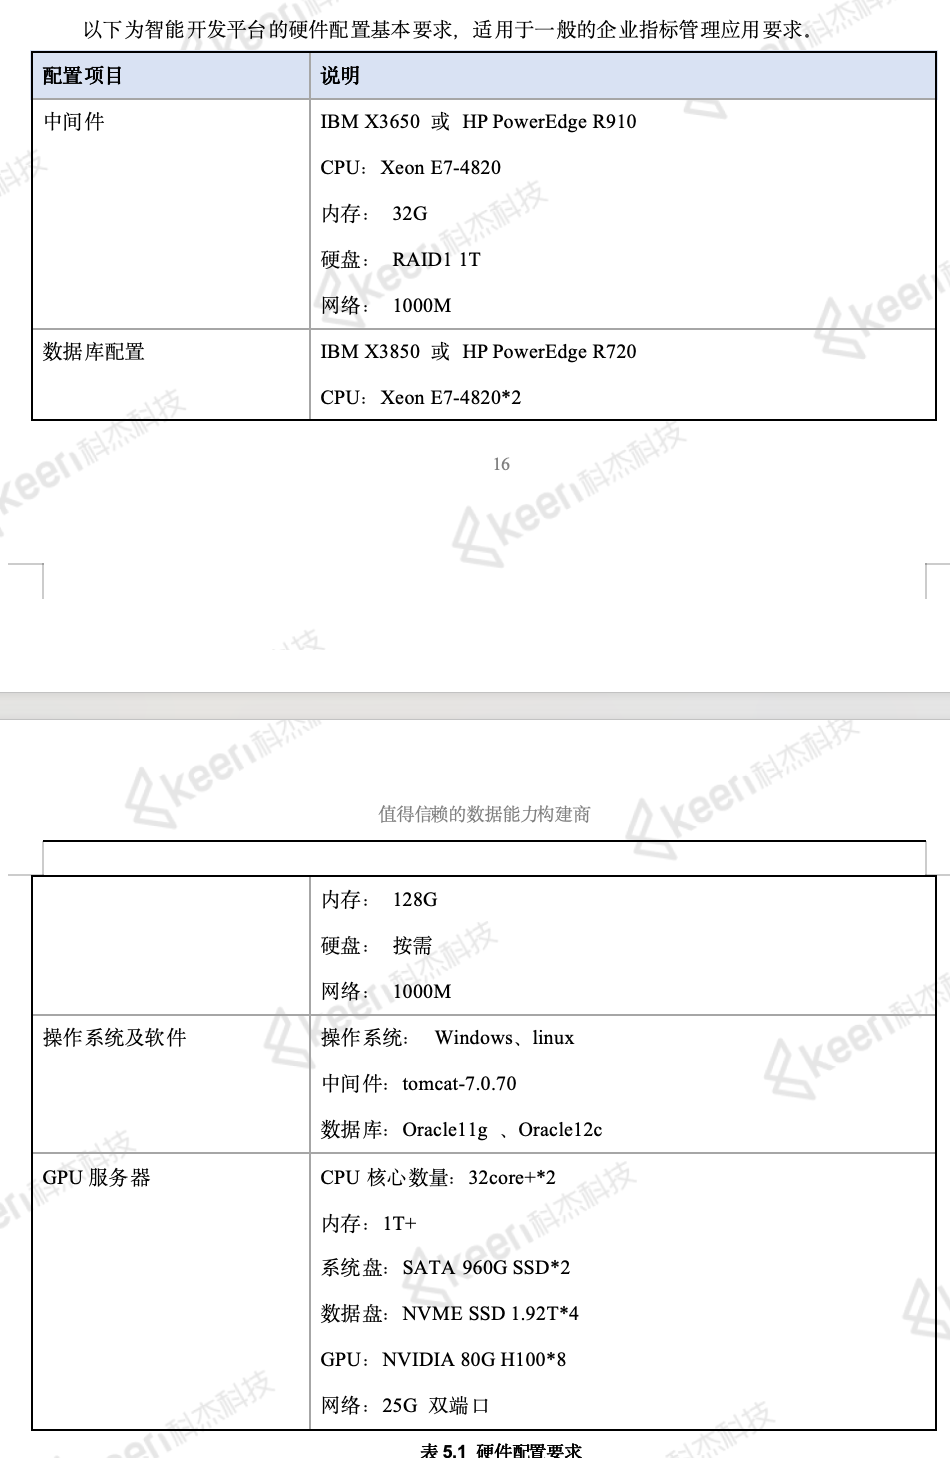 以下为智能开发平台的硬件配置基本要求，适用于一般的企业指标管理应用要求。
配置项目 说明
中间件 IBM X3650 或 HP PowerEdge R910
CPU：Xeon E7-4820
内存： 32G
硬盘： RAID1 1T
网络： 1000M
数据库配置 IBM X3850 或 HP PowerEdge R720
CPU：Xeon E7-4820*2
16
值得信赖的数据能力构建商
内存： 128G
硬盘： 按需
网络： 1000M
操作系统及软件 操作系统： Windows、linux
中间件：tomcat-7.0.70
数据库：Oracle11g 、Oracle12c
GPU 服务器 CPU 核心数量：32core+*2
内存：1T+
系统盘：SATA 960G SSD*2
数据盘：NVME SSD 1.92T*4
GPU：NVIDIA 80G H100*8
网络：25G 双端口
表 5.1 硬件配置要求
keen科杰科技